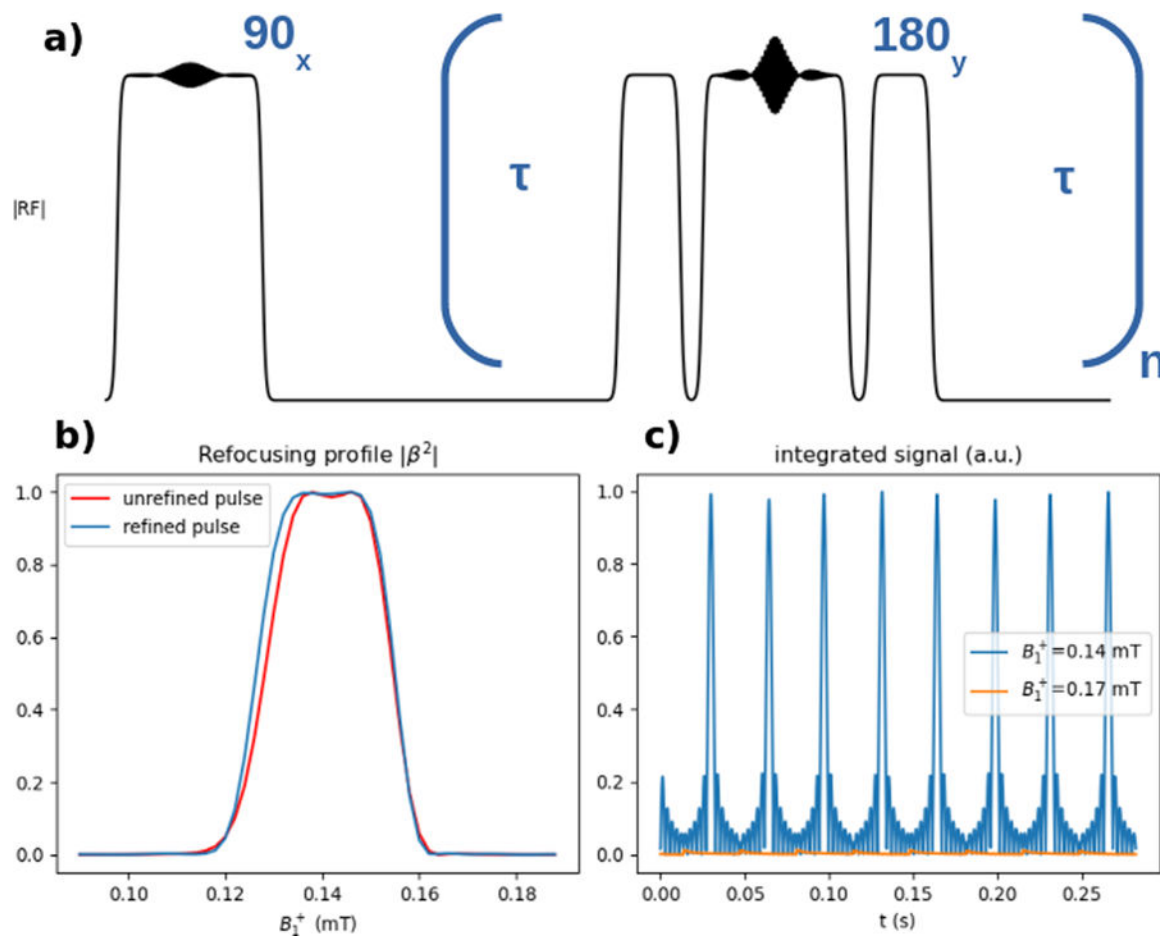 a)
90x
180y
τ
τ
|RF|
n
b)
Refocusing profile |β²|
unrefined pulse
refined pulse
1.0
0.8
0.6
0.4
0.2
0.0
0.10 0.12 0.14 0.16 0.18
B₁⁺ (mT)
c)
integrated signal (a.u.)
1.0
0.8
0.6
0.4
0.2
0.0
B₁⁺=0.14 mT
B₁⁺=0.17 mT
0.00 0.05 0.10 0.15 0.20 0.25
t (s)